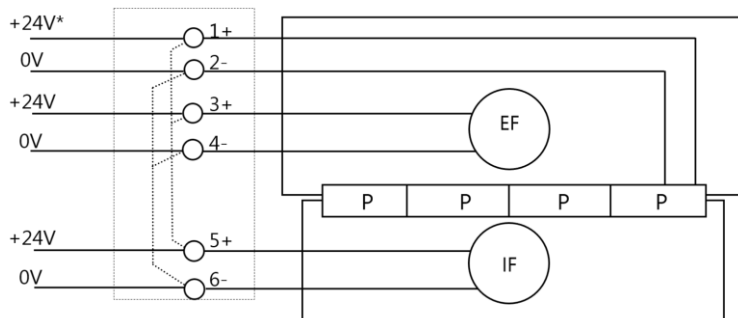 +24V* 1+
0V 2-
+24V 3+
EF
0V 4-
P P P P
+24V 5+
IF
0V 6-